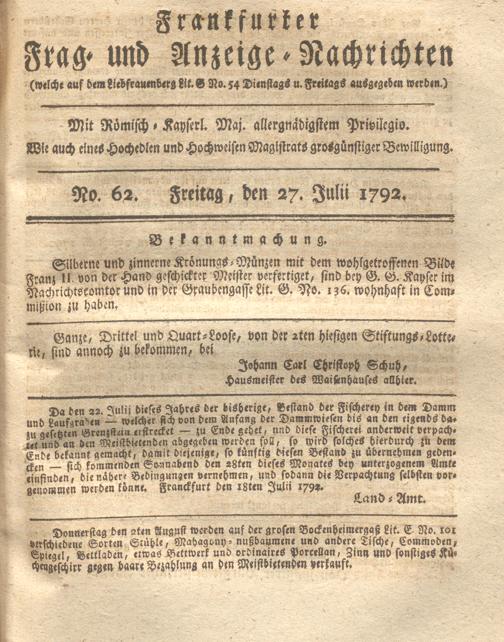 Frankfurter
Frag- und Anzeige-Nachrichten
(welche auf dem Liebfrauenberg Lit. G No. 54 Dienstags u. Freitags ausgegeben werden.)
Mit Römisch-Kayserl. Maj. allergnädigstem Privilegio.
Wie auch eines Hochedlen und Hochweisen Magistrats grosgünstiger Bewilligung.
No. 62. Freitag, den 27. Julii 1792.
Bekanntmachung.
Silberne und zinnerne Krönungs-Münzen mit dem wohlgetroffenen Bilde
Franz II. von der Hand geschickter Meister verfertiget, sind bey G. G. Kayser im
Nachrichtscomtor und in der Graubengasse Lit. G. No. 136. wohnhaft in Com-
mißion zu haben.
Ganze, Drittel und Quart-Loose, von der 2ten hiesigen Stiftungs-Lotte-
rie, sind annoch zu bekommen, bei
Johann Carl Christoph Schuh,
Hausmeister des Waisenhauses allhier.
Da den 22. Julij dieses Jahres der bisherige, Bestand der Fischerey in dem Damm
und Laufgraben — welcher sich von dem Anfang der Dammwiesen bis an den eigends da-
zu gesetzten Grenzstein erstrecket — zu Ende gehet, und diese Fischerei anderweit verpach-
tet und an den Meistbietenden abgegeben werden soll, so wird solches hierdurch zu dem
Ende bekannt gemacht, damit diejenige, so künftig diesen Bestand zu übernehmen geden-
cken — sich kommenden Sonnabend den 28ten dieses Monates bey unterzogenem Amte
einfinden, die nähere Bedingungen vernehmen, und sodann die Verpachtung selbsten vor-
genommen werden könne. Frankfurt den 18ten Julii 1792.
Land-Amt.
Donnerstag den 2ten August werden auf der grosen Bockenheimergaß Lit. E. No. 101
verschiedene Sorten Stühle, Mahagony-nußbaumene und andere Tische, Commoden,
Spiegel, Bettladen, etwas Bettwerk und ordinaires Porcellan, Zinn und sonstiges Kü-
chengeschirr gegen baare Bezahlung an den Meistbietenden verkauft.